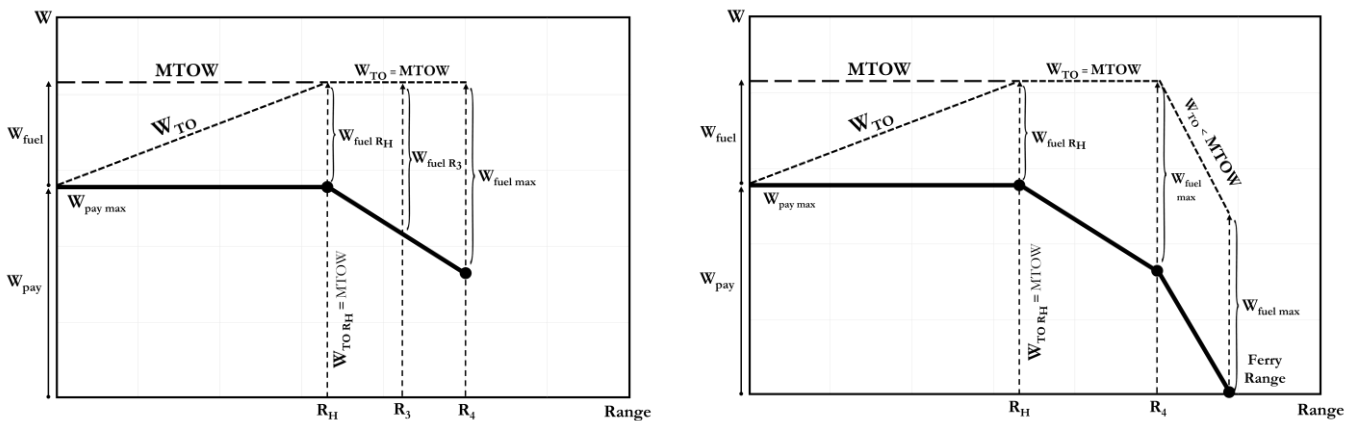 W
MTOW
W_TO = MTOW
W_fuel
W_TO
W_fuel R_H
W_fuel R_3
W_fuel max
W_pay max
W_pay
W_TO R_H = MTOW
R_H
R_3
R_4
Range
W
MTOW
W_TO = MTOW
W_TO < MTOW
W_fuel
W_TO
W_fuel R_H
W_fuel
max
W_pay max
W_pay
W_TO R_H = MTOW
W_fuel max
Ferry
Range
R_H
R_4
Range